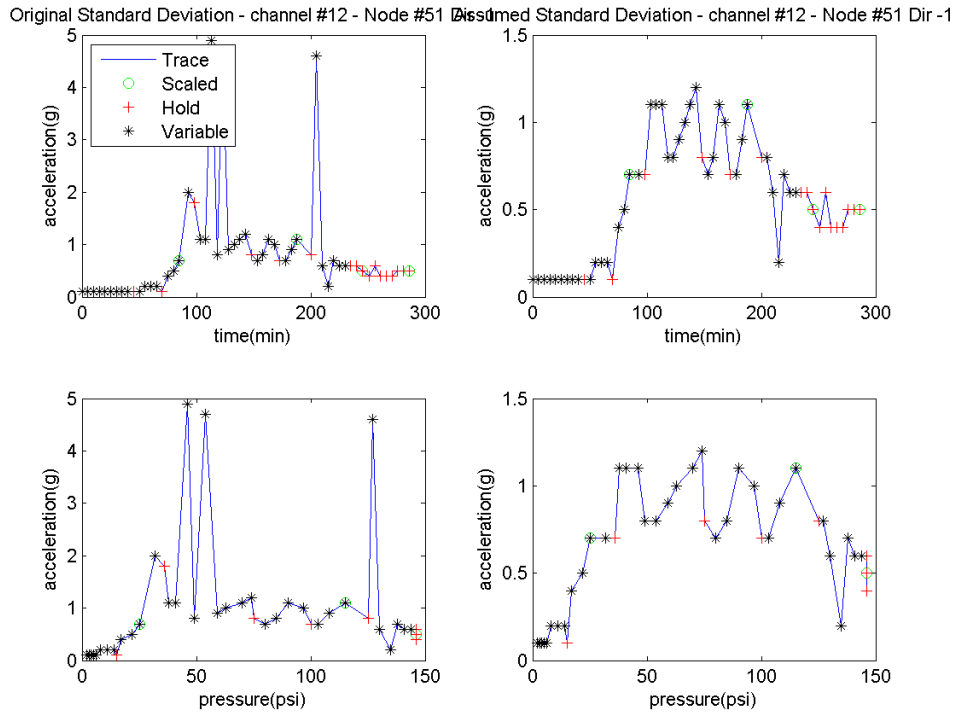 Original Standard Deviation - channel #12 - Node #51 Dir -1
Assumed Standard Deviation - channel #12 - Node #51 Dir -1
5
4
3
2
1
0
acceleration(g)
Trace
Scaled
Hold
Variable
0 100 200 300
time(min)
1.5
1
0.5
0
acceleration(g)
0 100 200 300
time(min)
5
4
3
2
1
0
acceleration(g)
0 50 100 150
pressure(psi)
1.5
1
0.5
0
acceleration(g)
0 50 100 150
pressure(psi)